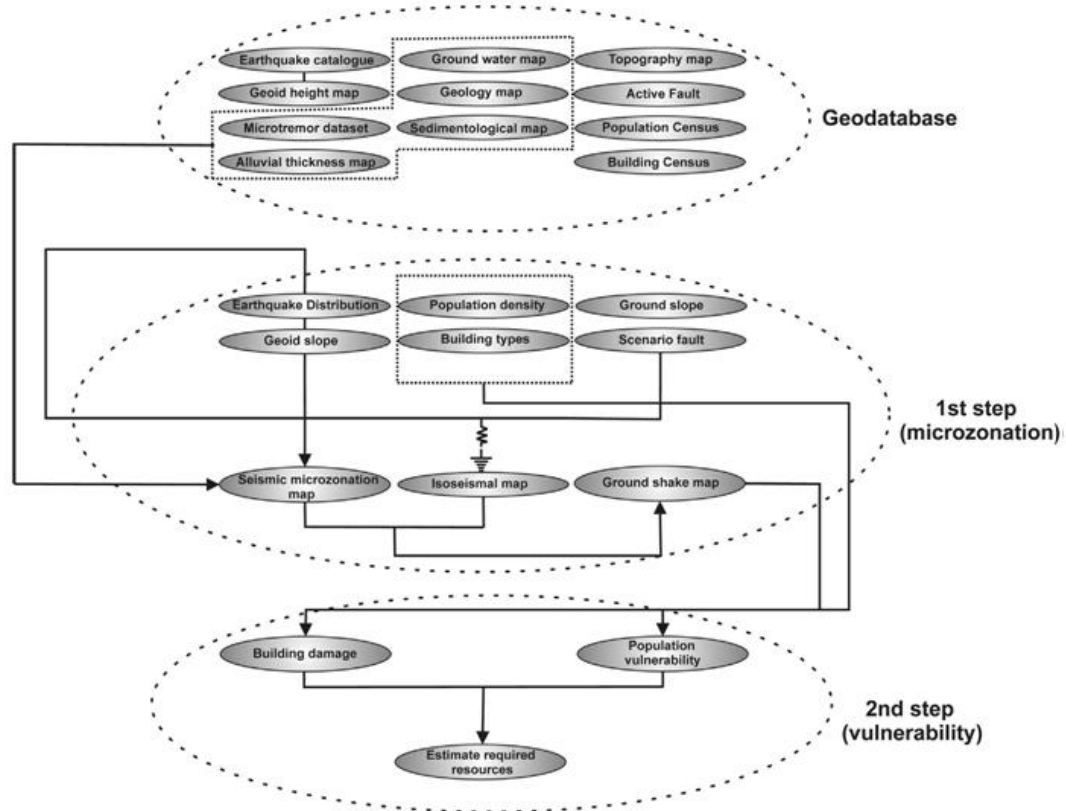 Earthquake catalogue
Ground water map
Topography map
Geoid height map
Geology map
Active Fault
Microtremor dataset
Sedimentological map
Population Census
Alluvial thickness map
Building Census
Geodatabase
Earthquake Distribution
Population density
Ground slope
Geoid slope
Building types
Scenario fault
1st step
(microzonation)
Seismic microzonation
map
Isoseismal map
Ground shake map
Building damage
Population
vulnerability
2nd step
(vulnerability)
Estimate required
resources